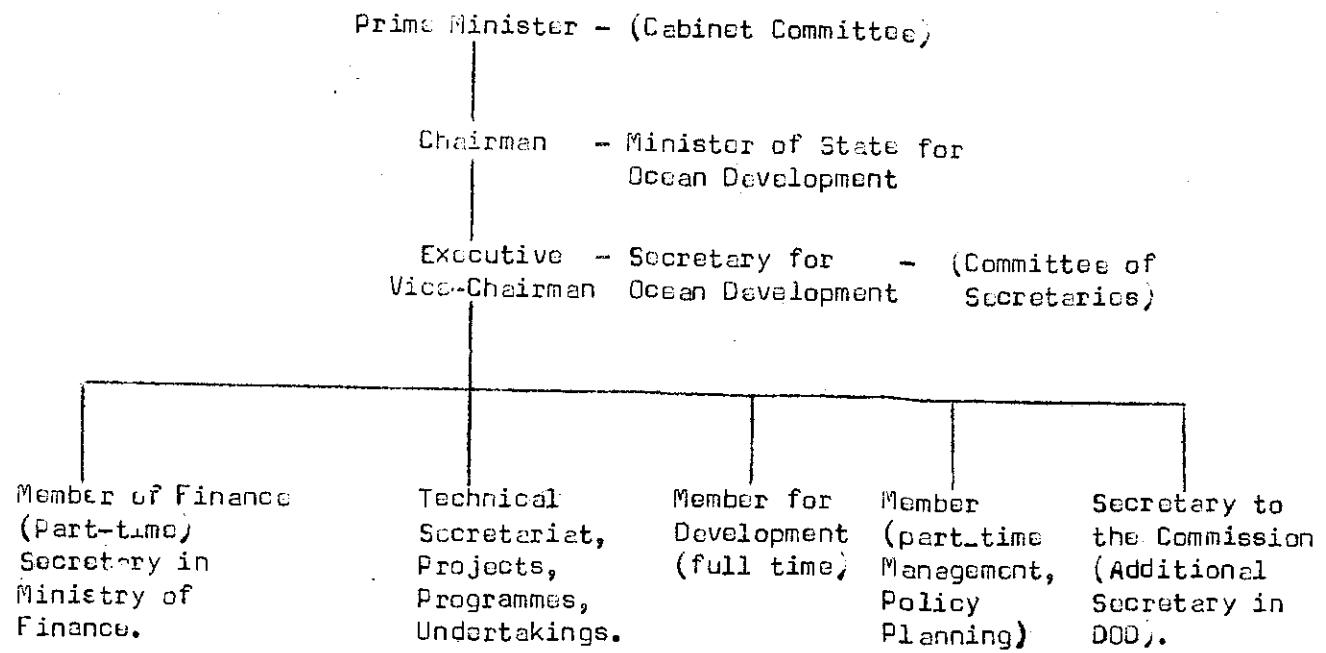 Prime Minister - (Cabinet Committee)
Chairman - Minister of State for
Ocean Development
Executive - Secretary for - (Committee of
Vice-Chairman Ocean Development Secretaries)
Member of Finance
(Part-time)
Secretary in
Ministry of
Finance.
Technical
Secretariat,
Projects,
Programmes,
Undertakings.
Member for
Development
(full time)
Member
(part-time
Management,
Policy
Planning)
Secretary to
the Commission
(Additional
Secretary in
DOD).